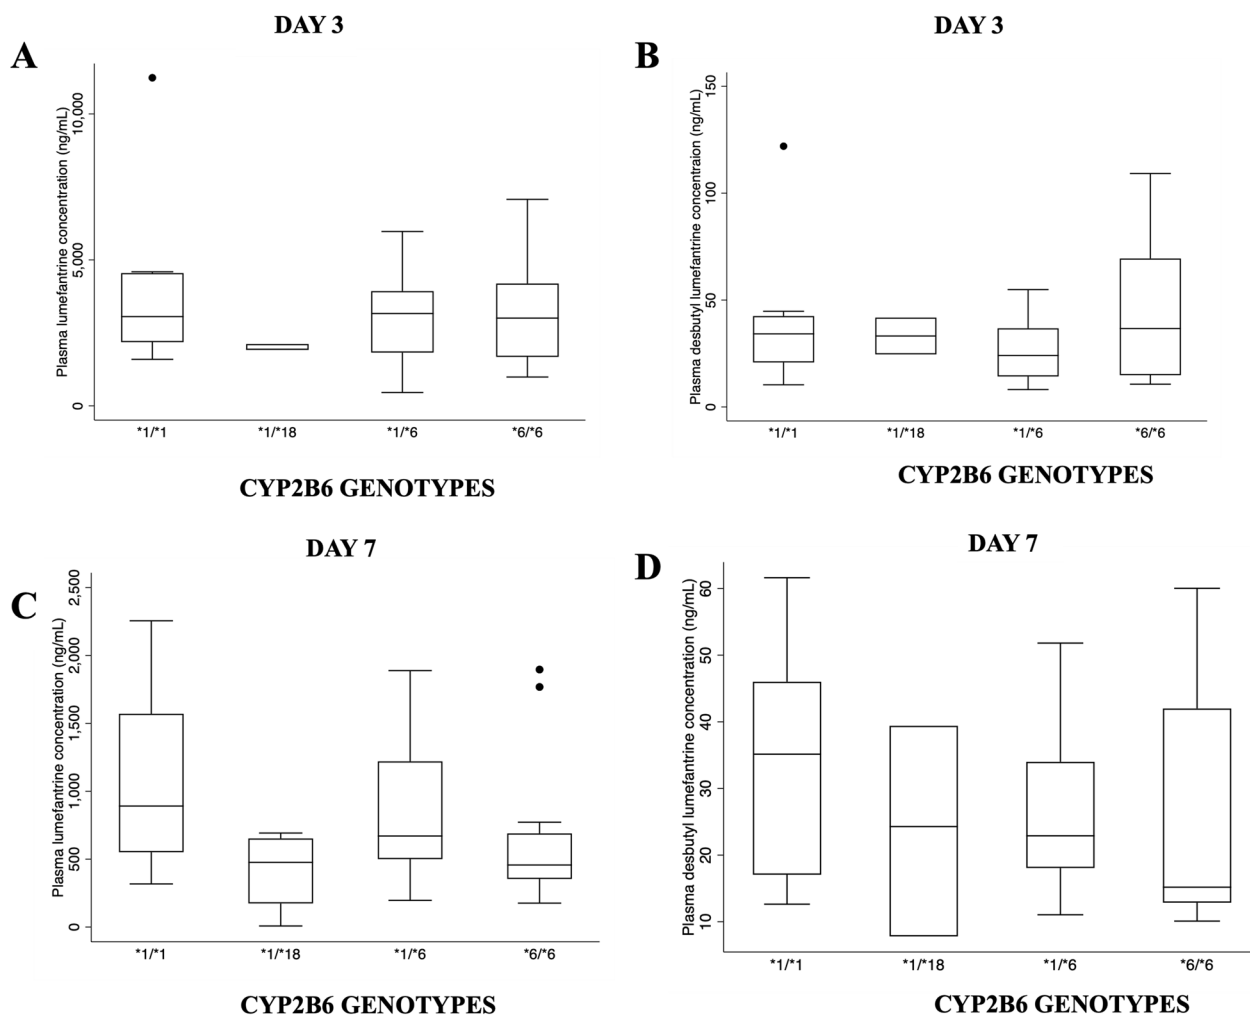 DAY 3
A
Plasma lumefantrine concentration (ng/mL)
10,000
5,000
0
*1/*1 *1/*18 *1/*6 *6/*6
CYP2B6 GENOTYPES
DAY 3
B
Plasma desbutyl lumefantrine concentraion (ng/mL)
150
100
50
0
*1/*1 *1/*18 *1/*6 *6/*6
CYP2B6 GENOTYPES
DAY 7
C
Plasma lumefantrine concentration (ng/mL)
2,500
2,000
1,500
1,000
500
0
*1/*1 *1/*18 *1/*6 *6/*6
CYP2B6 GENOTYPES
DAY 7
D
Plasma desbutyl lumefantrine concentration (ng/mL)
60
50
40
30
20
10
*1/*1 *1/*18 *1/*6 *6/*6
CYP2B6 GENOTYPES